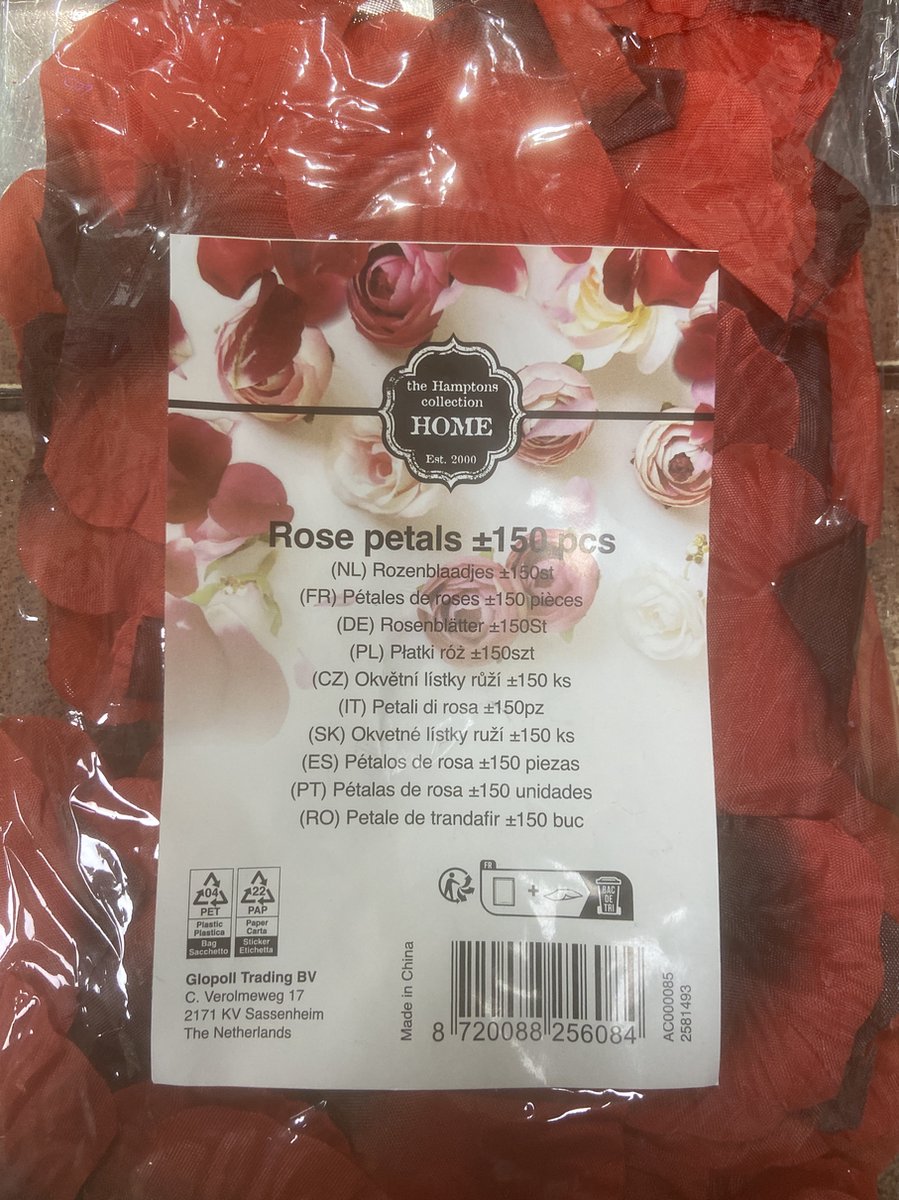 the Hamptons
collection
HOME
Est. 2000
Rose petals ±150 pcs
(NL) Rozenblaadjes ±150st
(FR) Pétales de roses ±150 pièces
(DE) Rosenblätter ±150St
(PL) Płatki róż ±150szt
(CZ) Okvětní lístky růží ±150 ks
(IT) Petali di rosa ±150pz
(SK) Okvetné lístky ruží ±150 ks
(ES) Pétalos de rosa ±150 piezas
(PT) Pétalas de rosa ±150 unidades
(RO) Petale de trandafir ±150 buc
04
PET
Plastic
Plastica
Bag
Sacchetto
22
PAP
Paper
Carta
Sticker
Etichetta
FR
+
BAC
DE
TRI
Glopoll Trading BV
C. Verolmeweg 17
2171 KV Sassenheim
The Netherlands
Made in China
8 720088 256084
AC000085
2581493